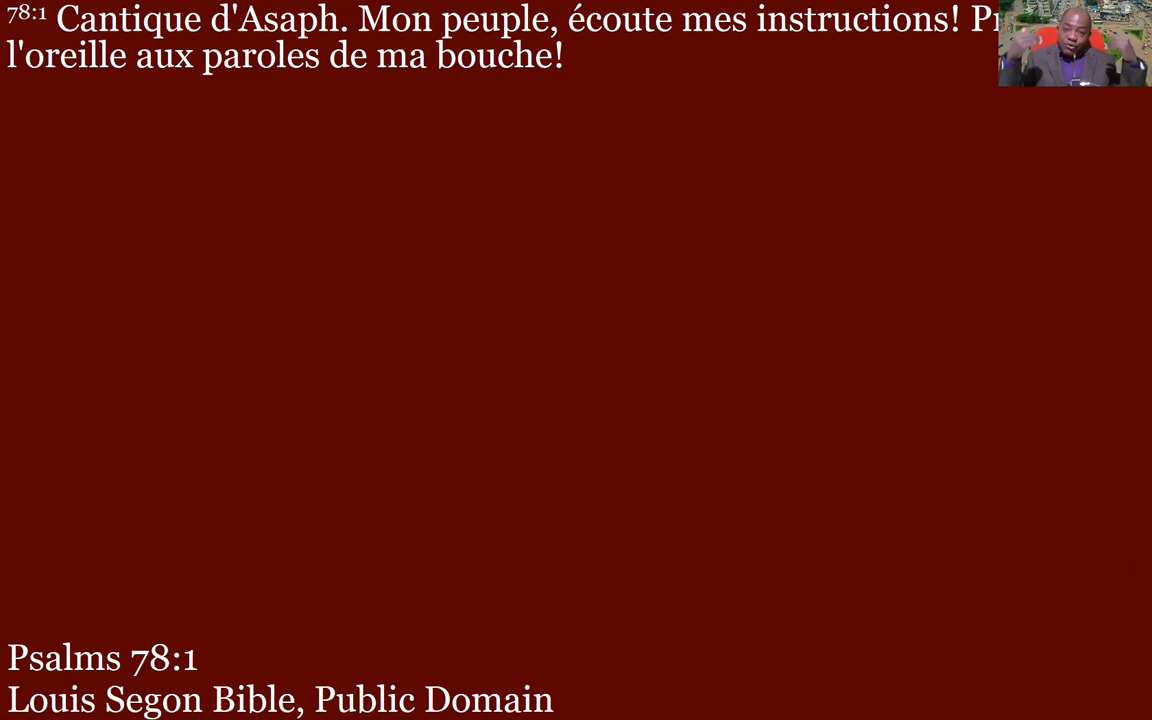 78:1 Cantique d'Asaph. Mon peuple, écoute mes instructions!
l'oreille aux paroles de ma bouche!
Psalms 78:1
Louis Segon Bible, Public Domain